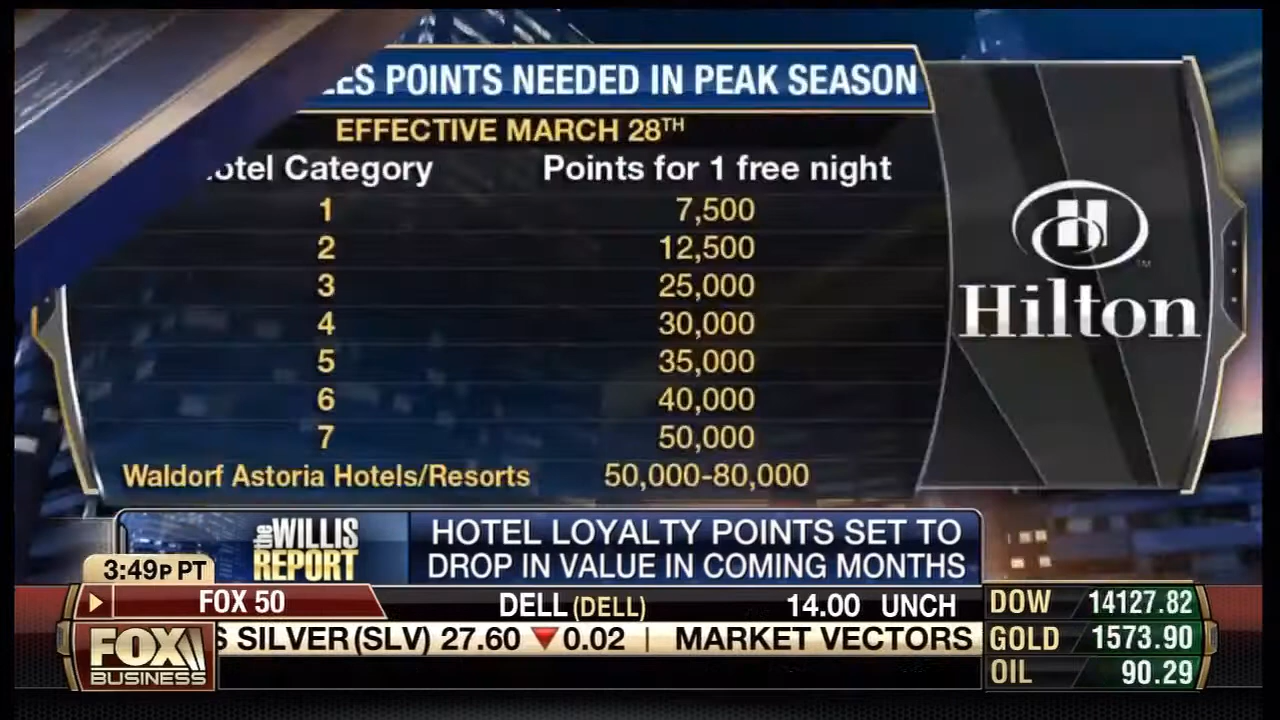 POINTS NEEDED IN PEAK SEASON
EFFECTIVE MARCH 28TH
Category Points for 1 free night
1 7,500
2 12,500
3 25,000
4 30,000
5 35,000
6 40,000
7 50,000
Waldorf Astoria Hotels/Resorts 50,000-80,000
H
TM
Hilton
the WILLIS REPORT
HOTEL LOYALTY POINTS SET TO
DROP IN VALUE IN COMING MONTHS
3:49P PT
FOX 50 DELL (DELL) 14.00 UNCH
SILVER (SLV) 27.60 ▼0.02 | MARKET VECTORS
FOX
BUSINESS
DOW 14127.82
GOLD 1573.90
OIL 90.29